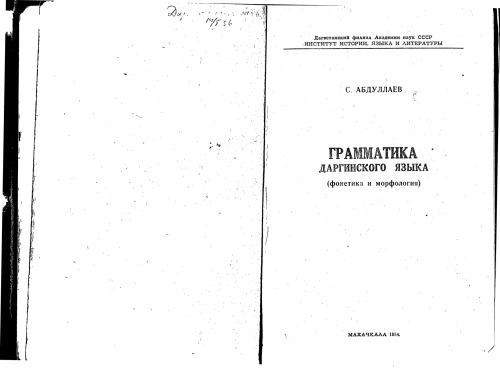 Дагестанский филиал Академии наук СССР
ИНСТИТУТ ИСТОРИИ, ЯЗЫКА И ЛИТЕРАТУРЫ
С. АБДУЛЛАЕВ
ГРАММАТИКА
ДАРГИНСКОГО ЯЗЫКА
(фонетика и морфология)
МАХАЧКАЛА 1954.